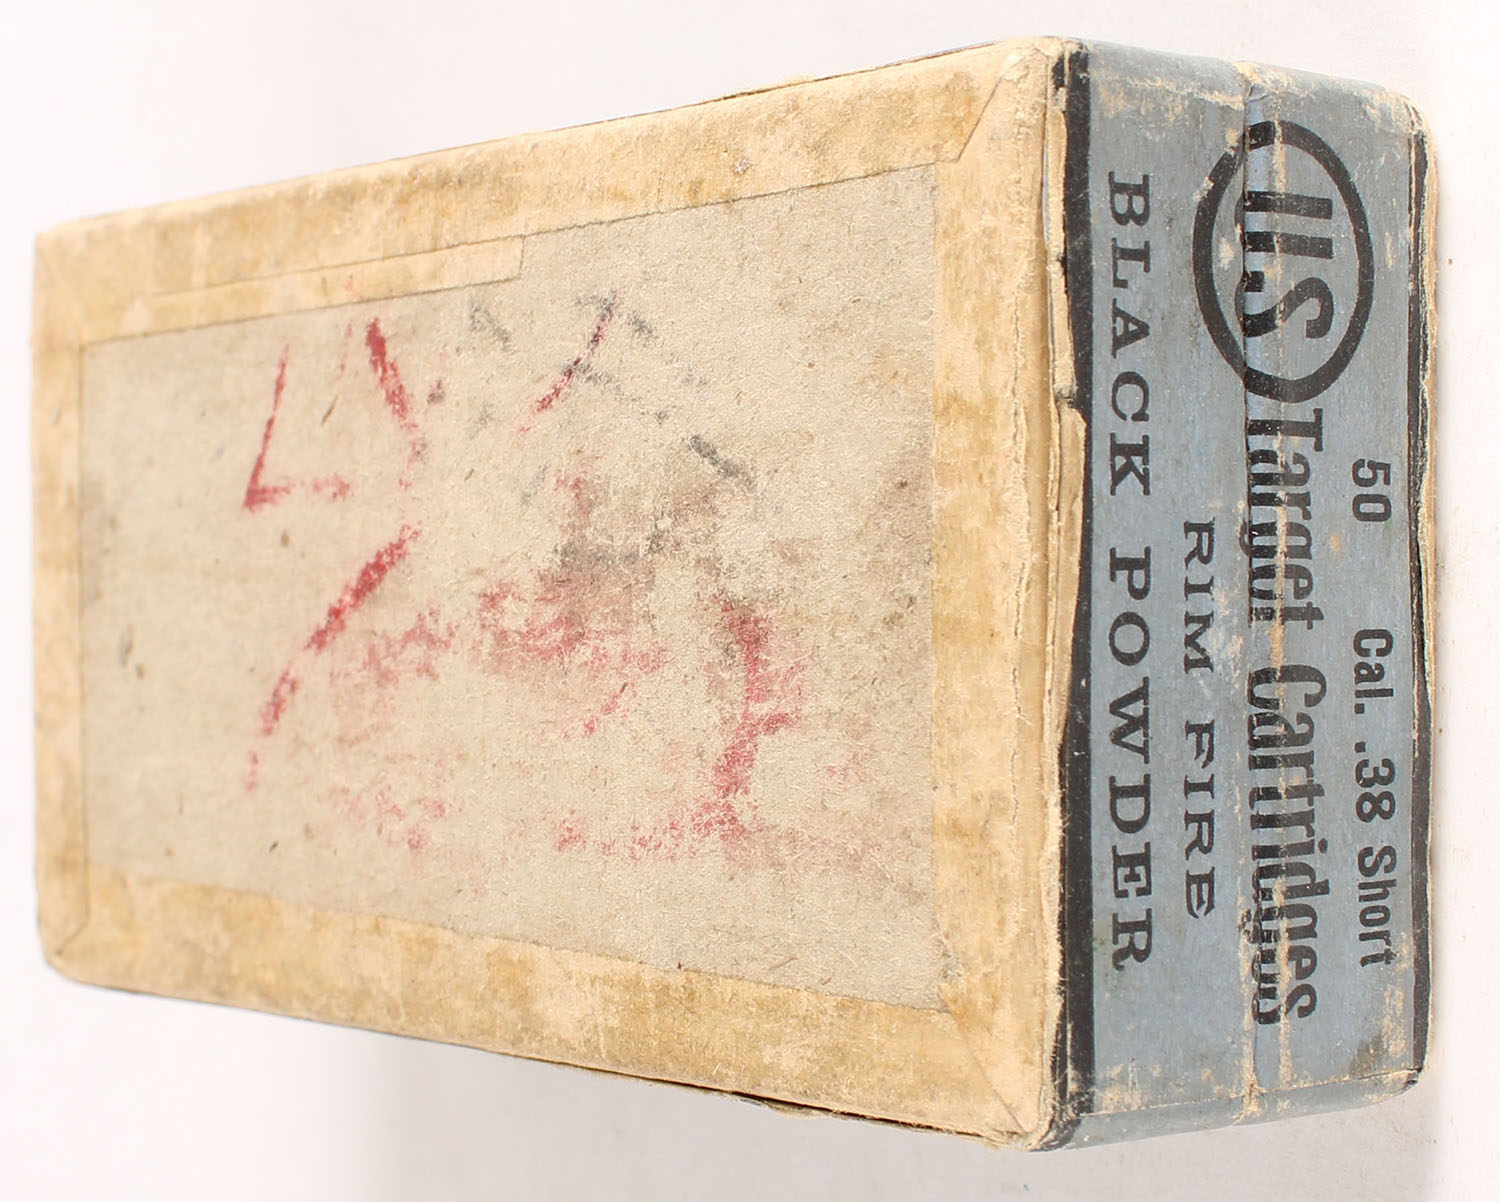 50 Cal. .38 Short
US Target Cartridges
RIM FIRE
BLACK POWDER